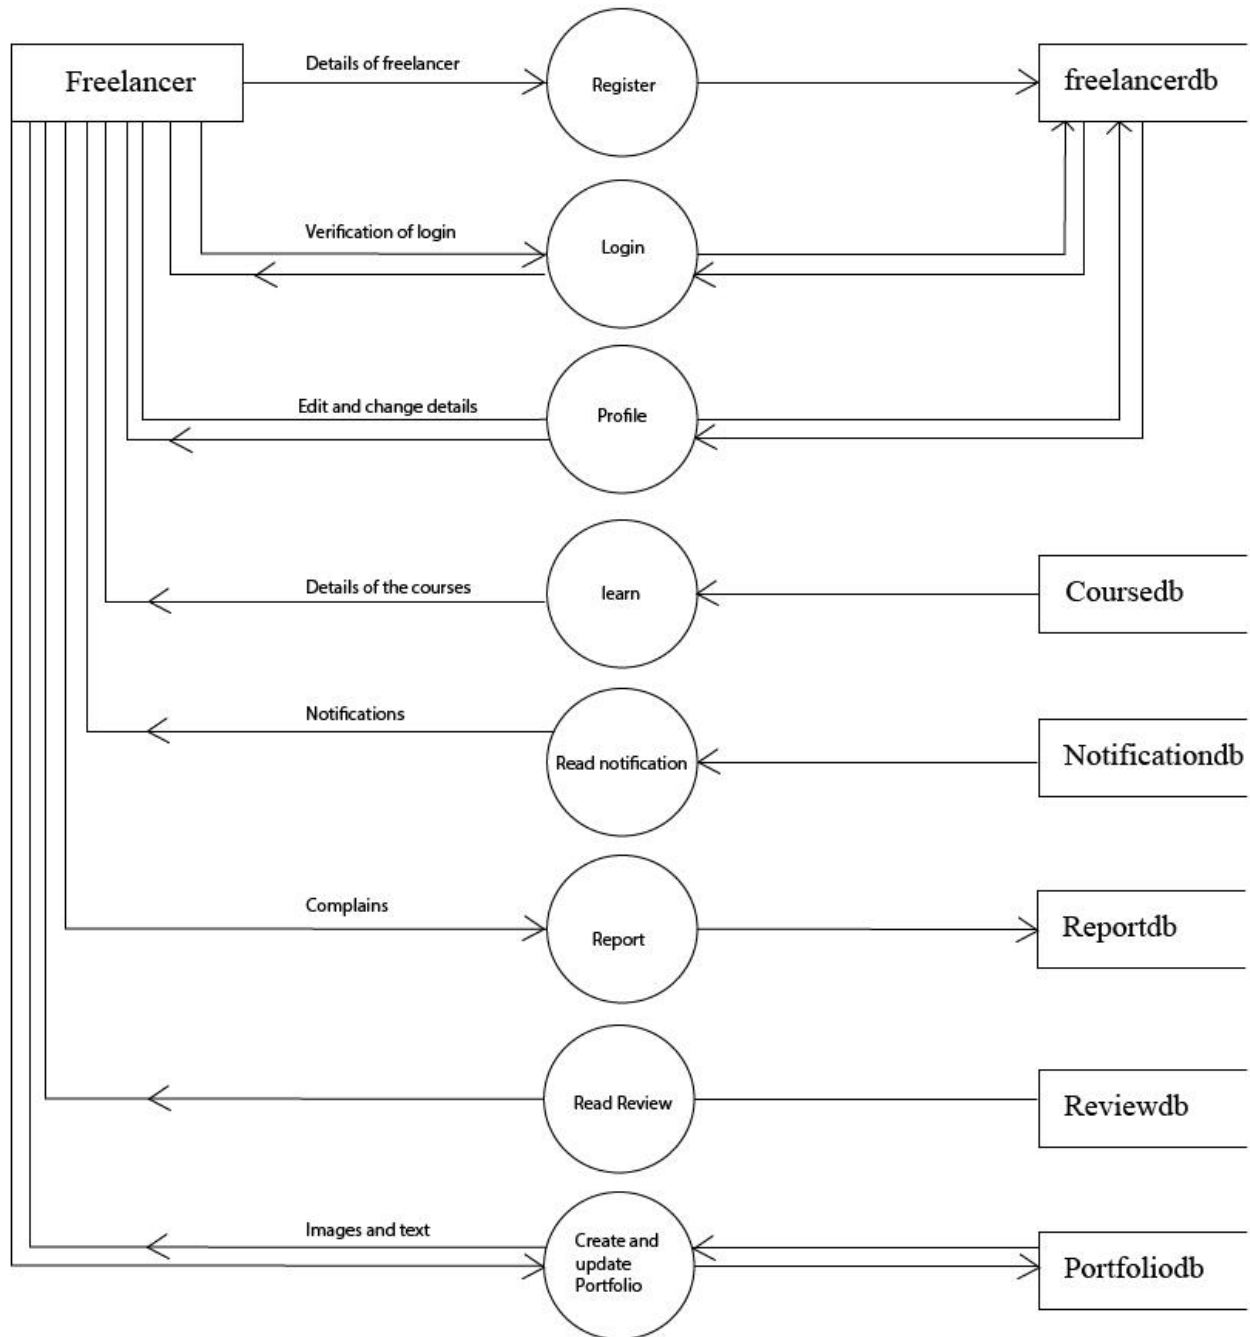 Freelancer
Details of freelancer
Register
freelancerdb
Verification of login
Login
Edit and change details
Profile
Details of the courses
learn
Coursedb
Notifications
Read notification
Notificationdb
Complains
Report
Reportdb
Read Review
Reviewdb
Images and text
Create and
update
Portfolio
Portfoliodb